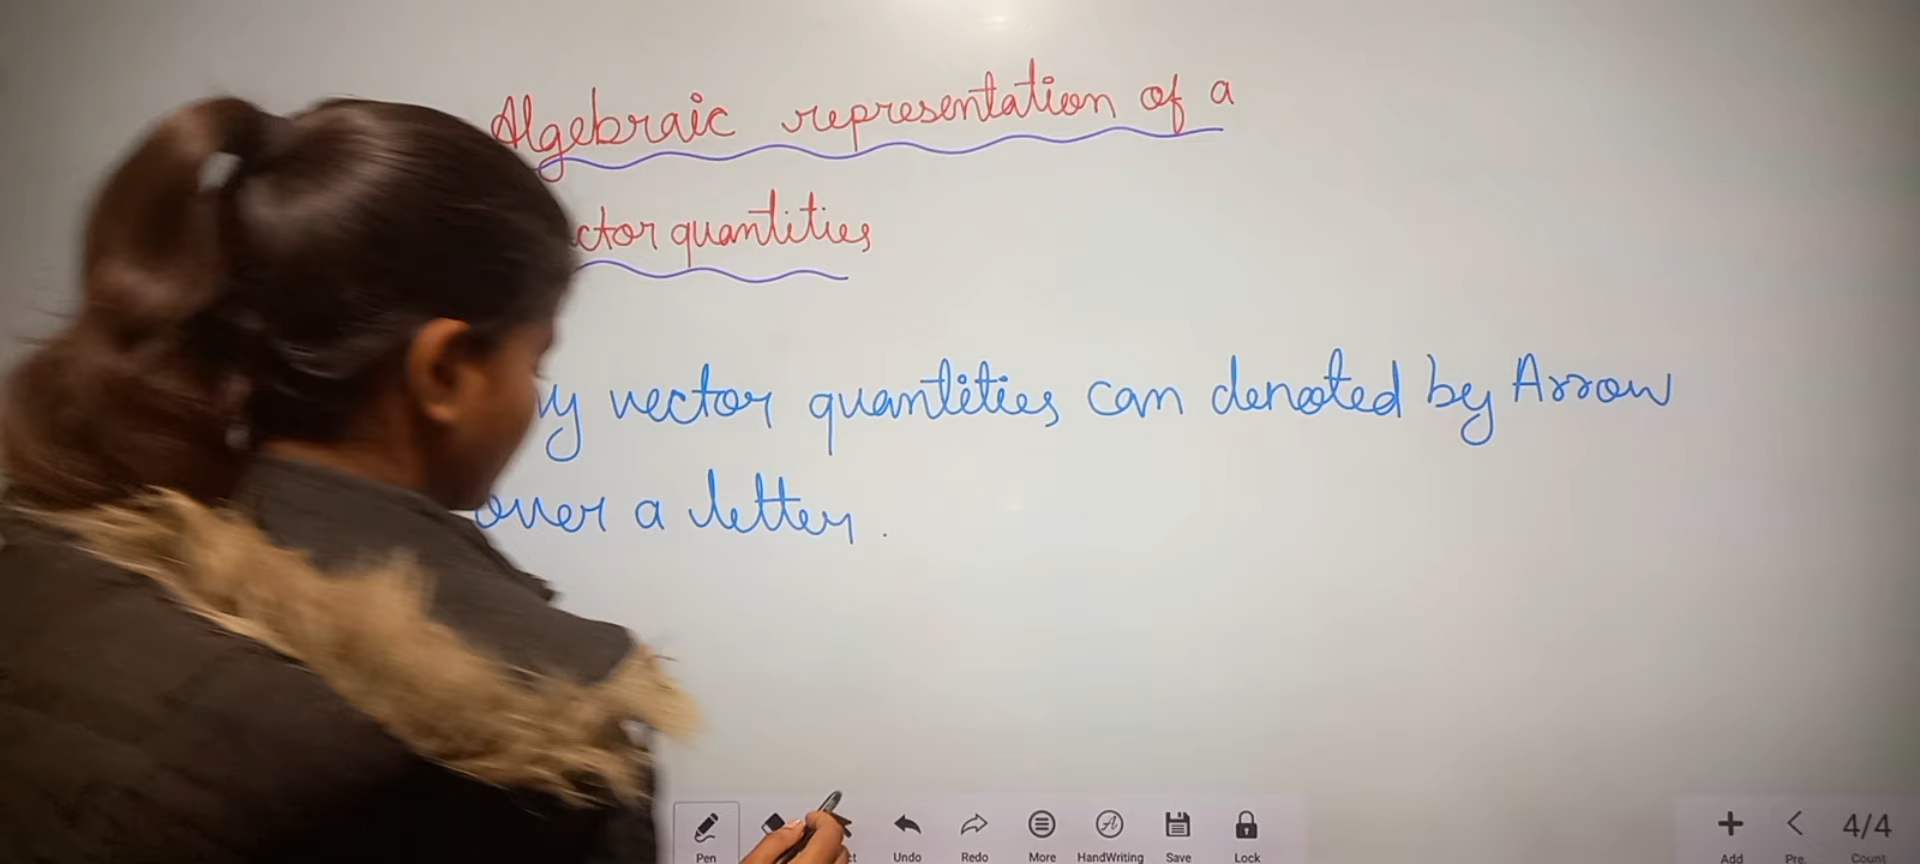 Algebraic representation of a
quantities
vector quantities can denoted by Arrow
over a letter.
Pen
Undo Redo More HandWriting Save Lock
Add Pre 4/4 Count